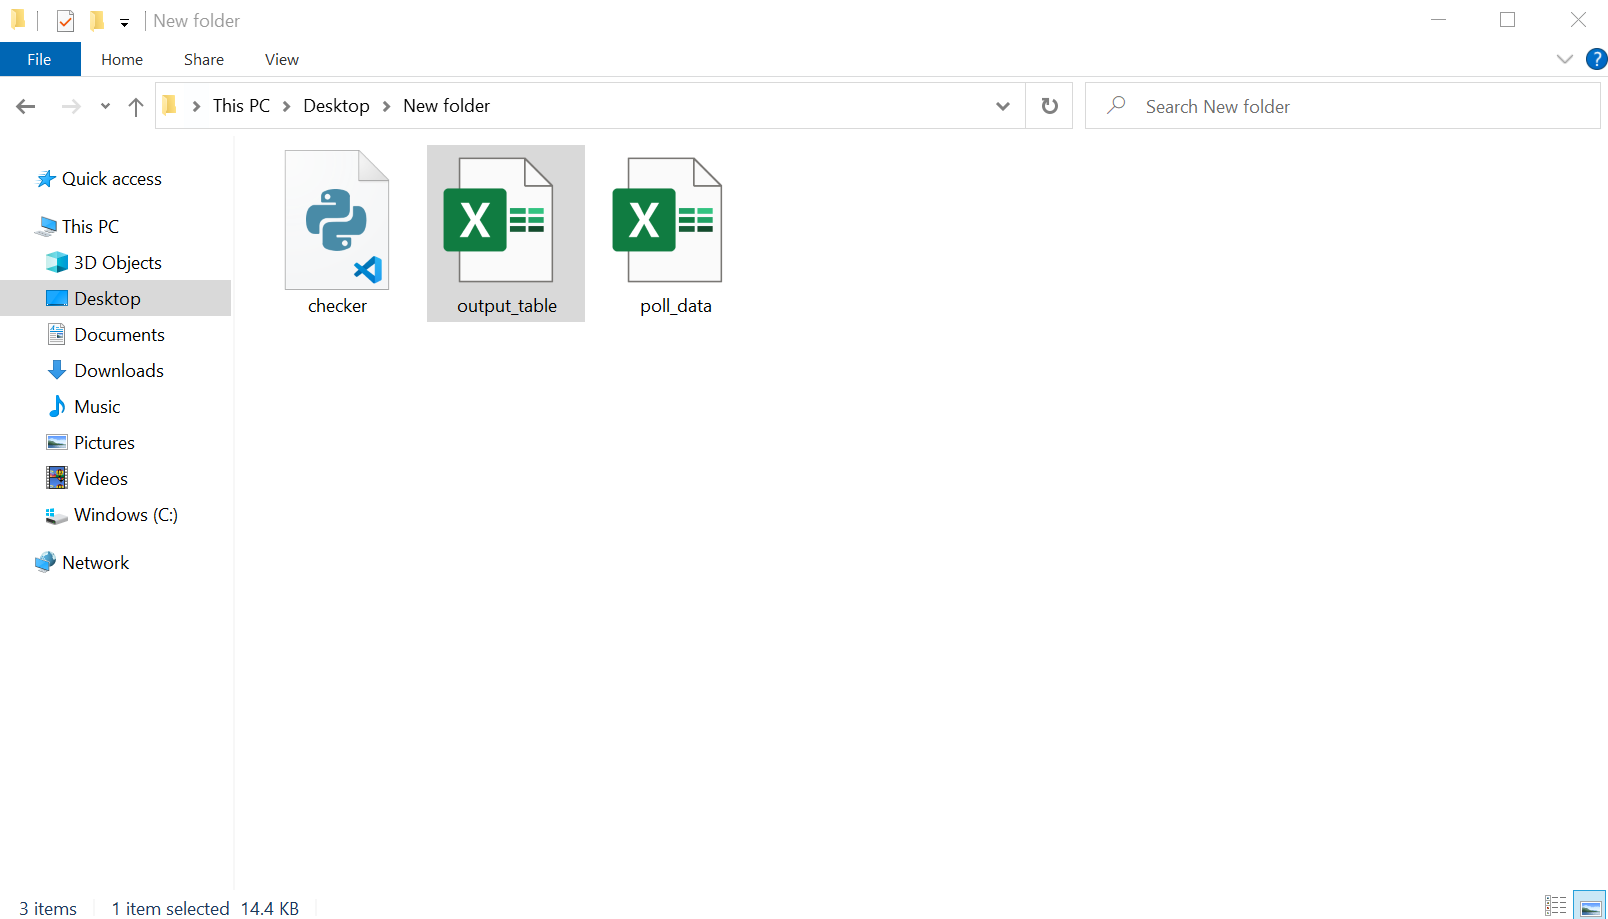 New folder
File Home Share View
?
This PC Desktop New folder
Search New folder
Quick access
This PC
3D Objects
Desktop
Documents
Downloads
Music
Pictures
Videos
Windows (C:)
Network
X X
checker output_table poll_data
3 items 1 item selected 14.4 KB